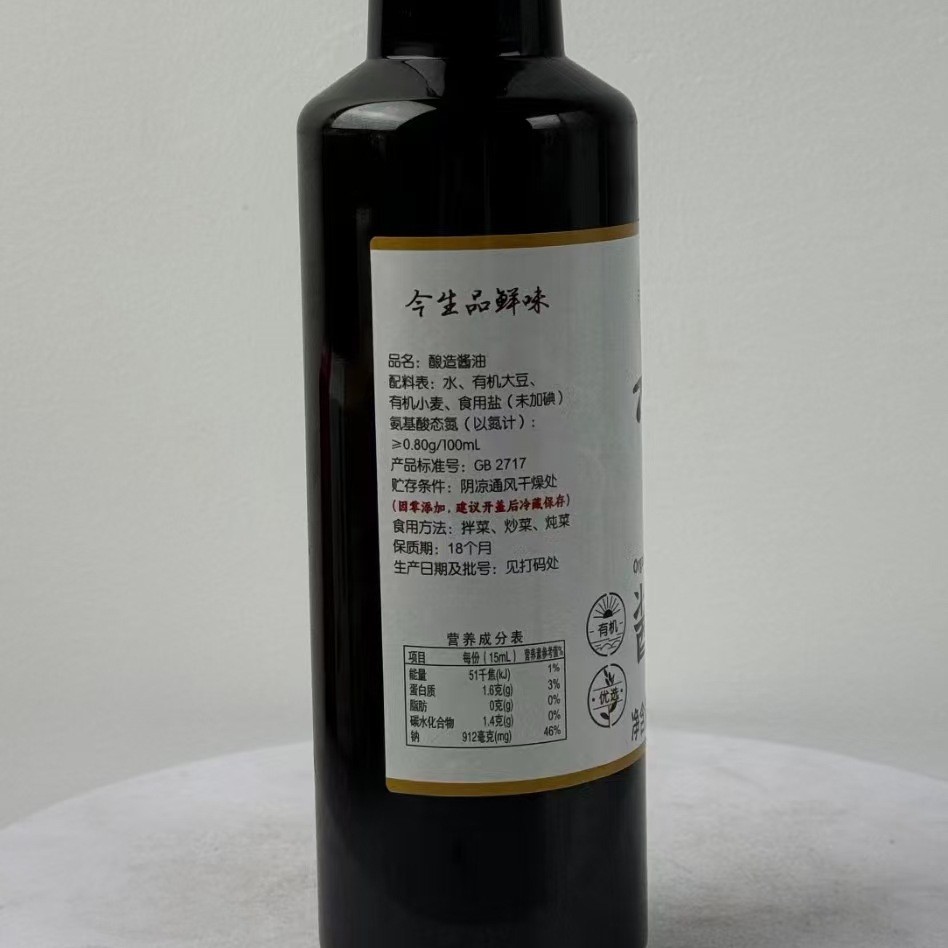 今生品鲜味
品名：酿造酱油
配料表：水、有机大豆、
有机小麦、食用盐（未加碘）
氨基酸态氮（以氮计）：
≥0.80g/100mL
产品标准号：GB 2717
贮存条件：阴凉通风干燥处
（因零添加，建议开盖后冷藏保存）
食用方法：拌菜、炒菜、炖菜
保质期：18个月
生产日期及批号：见打码处
营养成分表
项目 每份（15mL） 营养素参考值%
能量 51千焦(kJ) 1%
蛋白质 1.6克(g) 3%
脂肪 0克(g) 0%
碳水化合物 1.4克(g) 0%
钠 912毫克(mg) 46%
有机
优选
净含